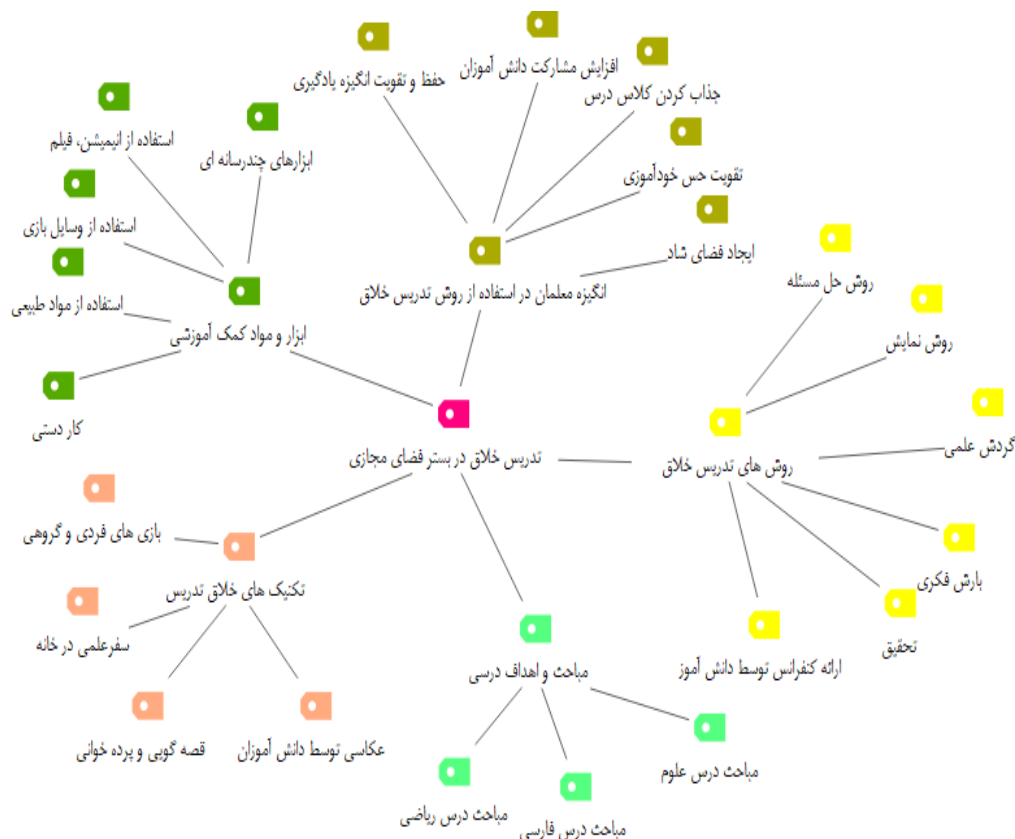 افزایش مشارکت دانش آموزان
حفظ و تقویت انگیزه یادگیری
جذاب کردن کلاس درس
استفاده از انیمیشن، فیلم
ابزارهای چندرسانه ای
تقویت حس خودآموزی
استفاده از وسایل بازی
ایجاد فضای شاد
روش حل مسئله
انگیزه معلمان در استفاده از روش تدریس خلاق
استفاده از مواد طبیعی
ابزار و مواد کمک آموزشی
روش نمایش
کار دستی
گردش علمی
تدریس خلاق در بستر فضای مجازی
روش های تدریس خلاق
بازی های فردی و گروهی
بارش فکری
تکنیک های خلاق تدریس
سفرعلمی در خانه
تحقیق
مباحث و اهداف درسی
ارائه کنفرانس توسط دانش آموز
عکاسی توسط دانش آموزان
قصه گویی و پرده خوانی
مباحث درس علوم
مباحث درس ریاضی
مباحث درس فارسی